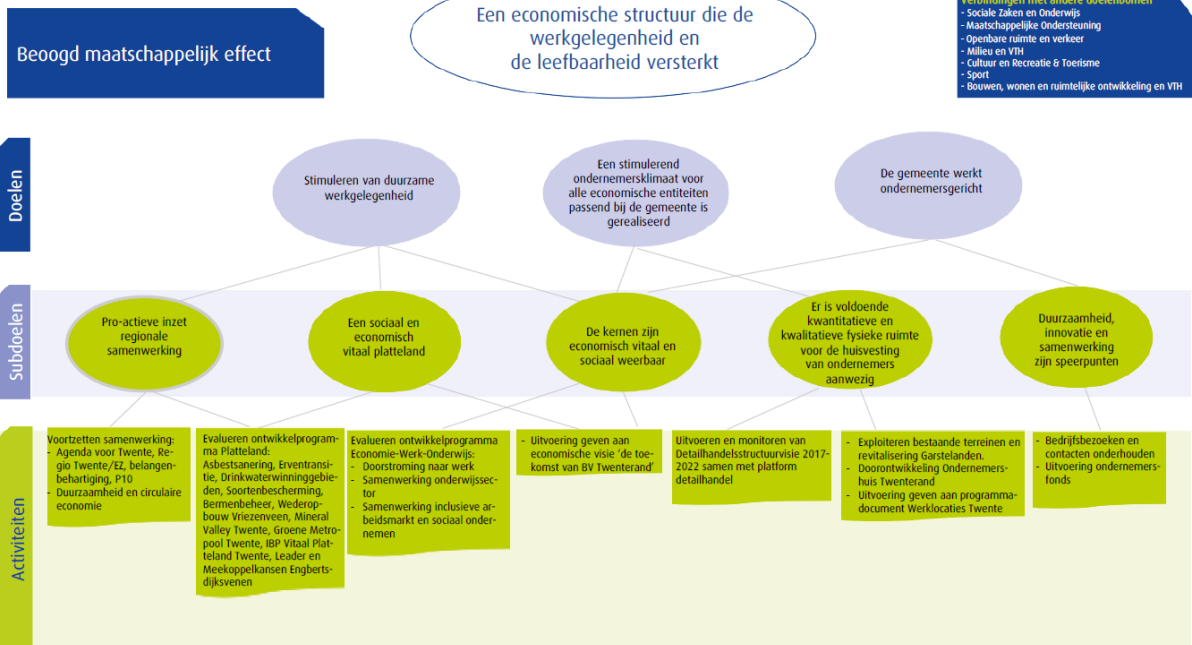 Beoogd maatschappelijk effect
Een economische structuur die de
werkgelegenheid en
de leefbaarheid versterkt
Verbindingen met andere doelenbomen
- Sociale Zaken en Onderwijs
- Maatschappelijke Ondersteuning
- Openbare ruimte en verkeer
- Milieu en VTH
- Cultuur en Recreatie & Toerisme
- Sport
- Bouwen, wonen en ruimtelijke ontwikkeling en VTH
Doelen
Stimuleren van duurzame
werkgelegenheid
Een stimulerend
ondernemersklimaat voor
alle economische entiteiten
passend bij de gemeente is
gerealiseerd
De gemeente werkt
ondernemersgericht
Subdoelen
Pro-actieve inzet
regionale
samenwerking
Een sociaal en
economisch
vitaal platteland
De kernen zijn
economisch vitaal en
sociaal weerbaar
Er is voldoende
kwantitatieve en
kwalitatieve fysieke ruimte
voor de huisvesting
van ondernemers
aanwezig
Duurzaamheid,
innovatie en
samenwerking
zijn speerpunten
Activiteiten
Voortzetten samenwerking:
- Agenda voor Twente, Re-
gio Twente/EZ, belangen-
behartiging, P10
- Duurzaamheid en circulaire
economie
Evalueren ontwikkelprogram-
ma Platteland:
Asbestsanering, Erventransi-
tie, Drinkwaterwinninggebie-
den, Soortenbescherming,
Bermenbeheer, Wederop-
bouw Vriezenveen, Mineral
Valley Twente, Groene Metro-
pool Twente, IBP Vitaal Plat-
teland Twente, Leader en
Meekoppelkansen Engberts-
dijksvenen
Evalueren ontwikkelprogramma
Economie-Werk-Onderwijs:
- Doorstroming naar werk
- Samenwerking onderwijssec-
tor
- Samenwerking inclusieve ar-
beidsmarkt en sociaal onder-
nemen
- Uitvoering geven aan
economische visie 'de toe-
komst van BV Twenterand'
Uitvoeren en monitoren van
Detailhandelsstructuurvisie 2017-
2022 samen met platform
detailhandel
- Exploiteren bestaande terreinen en
revitalisering Garstelanden.
- Doorontwikkeling Ondernemers-
huis Twenterand
- Uitvoering geven aan programma-
document Werklocaties Twente
- Bedrijfsbezoeken en
contacten onderhouden
- Uitvoering ondernemers-
fonds